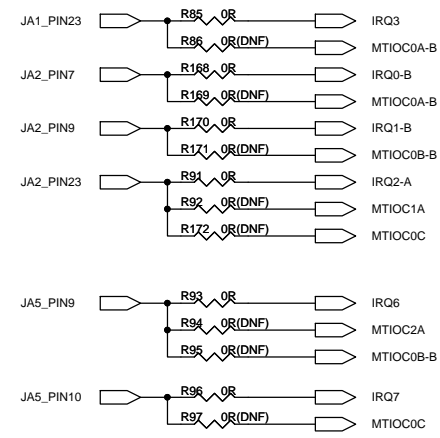 JA1_PIN23 R85 0R IRQ3
R86 0R(DNF) MTIOC0A-B
JA2_PIN7 R168 0R IRQ0-B
R169 0R(DNF) MTIOC0A-B
JA2_PIN9 R170 0R IRQ1-B
R171 0R(DNF) MTIOC0B-B
JA2_PIN23 R91 0R IRQ2-A
R92 0R(DNF) MTIOC1A
R172 0R(DNF) MTIOC0C
JA5_PIN9 R93 0R IRQ6
R94 0R(DNF) MTIOC2A
R95 0R(DNF) MTIOC0B-B
JA5_PIN10 R96 0R IRQ7
R97 0R(DNF) MTIOC0C